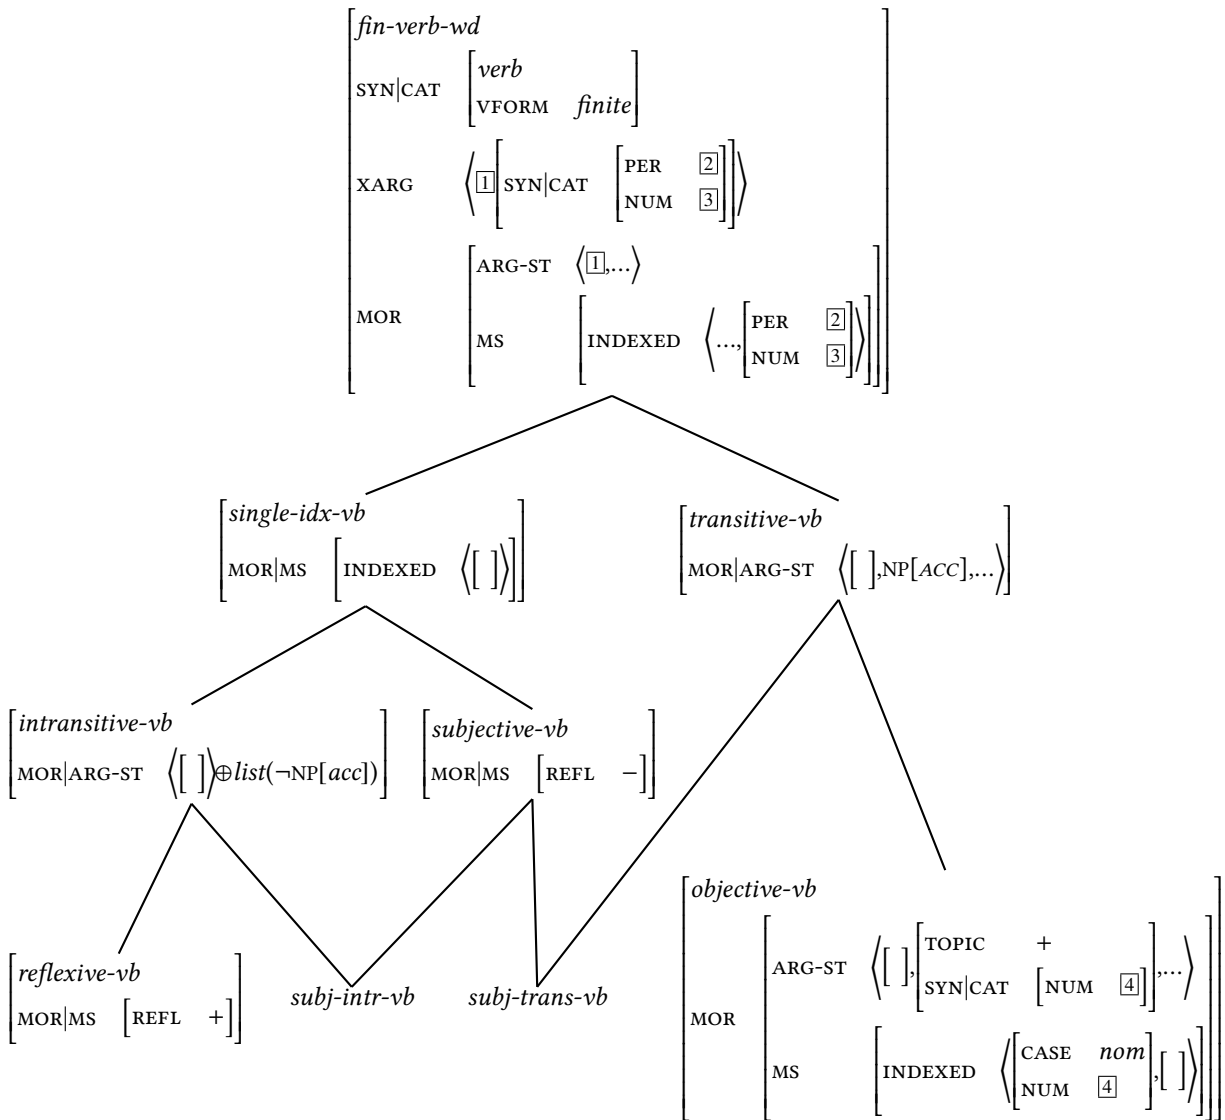 fin-verb-wd
SYN|CAT [verb
VFORM finite]
XARG ⟨[1][SYN|CAT [PER [2]
NUM [3]]]⟩
MOR [ARG-ST ⟨[1],…⟩
MS [INDEXED ⟨…,[PER [2]
NUM [3]]⟩]]
single-idx-vb
MOR|MS [INDEXED ⟨[ ]⟩]
transitive-vb
MOR|ARG-ST ⟨[ ],NP[ACC],…⟩
intransitive-vb
MOR|ARG-ST ⟨[ ]⟩⊕list(¬NP[acc])
subjective-vb
MOR|MS [REFL −]
reflexive-vb
MOR|MS [REFL +]
subj-intr-vb
subj-trans-vb
objective-vb
MOR [ARG-ST ⟨[ ],[TOPIC +
SYN|CAT [NUM [4]]],…⟩
MS [INDEXED ⟨[CASE nom
NUM [4]],[ ]⟩]]